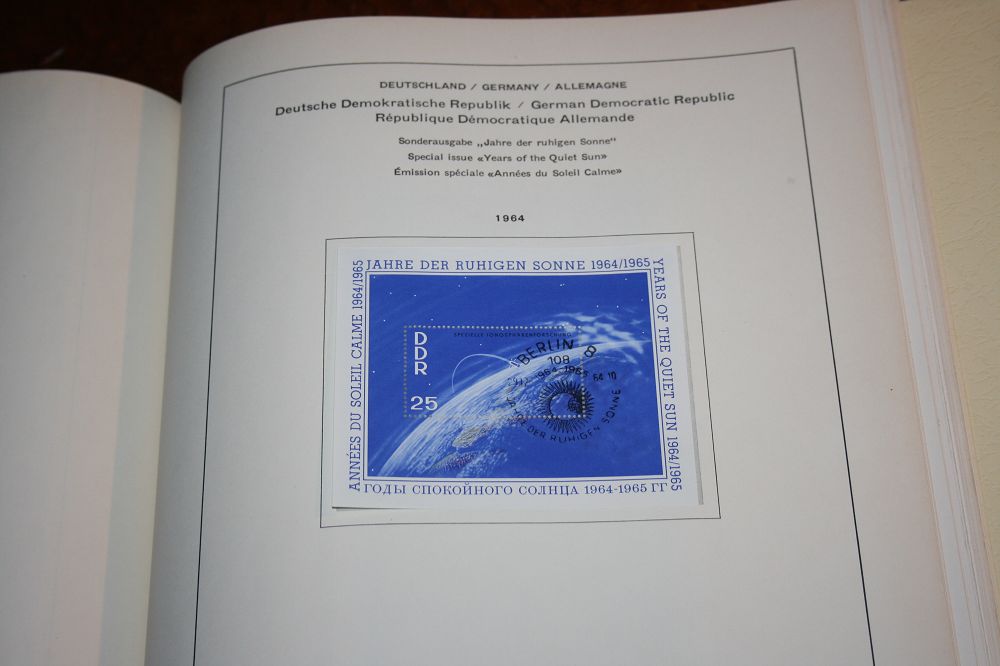 DEUTSCHLAND / GERMANY / ALLEMAGNE
Deutsche Demokratische Republik / German Democratic Republic
République Démocratique Allemande
Sonderausgabe „Jahre der ruhigen Sonne“
Special issue «Years of the Quiet Sun»
Émission spéciale «Années du Soleil Calme»
1964
JAHRE DER RUHIGEN SONNE 1964/1965
YEARS OF THE QUIET SUN 1964/1965
ANNÉES DU SOLEIL CALME 1964/1965
ГОДЫ СПОКОЙНОГО СОЛНЦА 1964-1965 ГГ
SPEZIELLE IONOSPHÄRENFORSCHUNG
DDR
25
BERLIN 8
108
1964-1965
JAHRE DER RUHIGEN SONNE